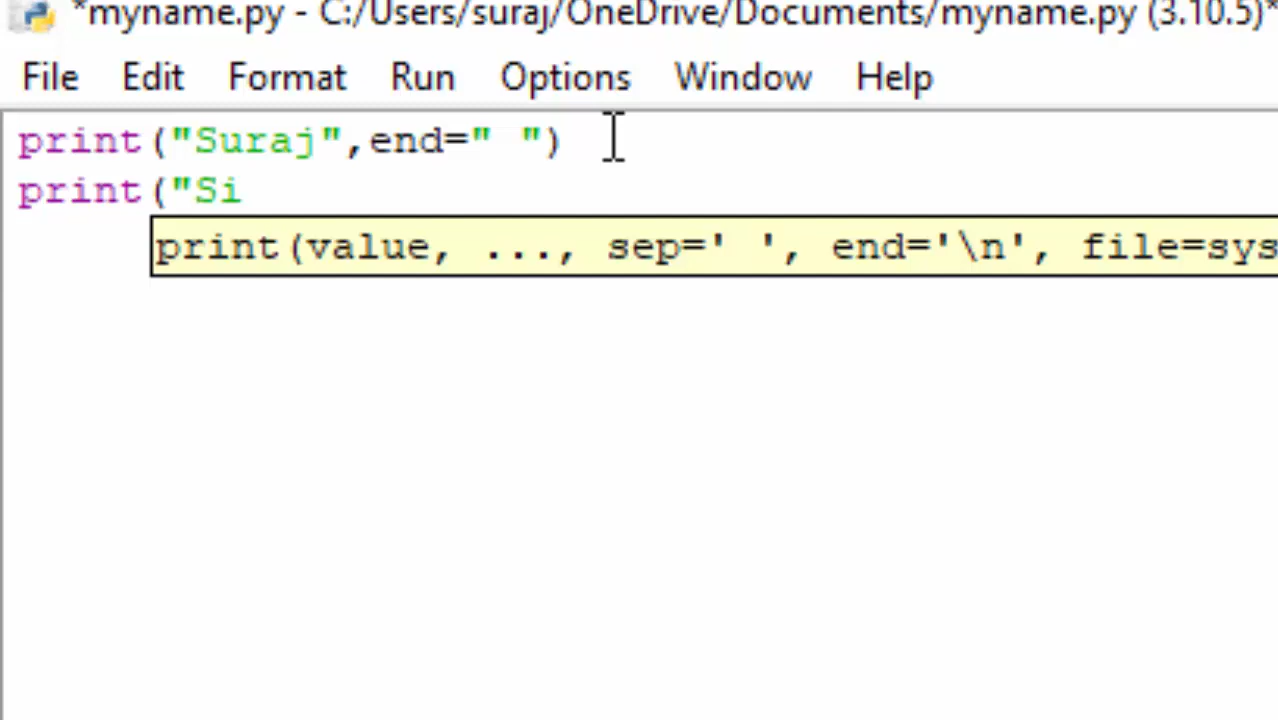 *myname.py - C:/Users/suraj/OneDrive/Documents/myname.py (3.10.5)*
File Edit Format Run Options Window Help
print("Suraj",end=" ")
print("Si
print(value, ..., sep=' ', end='\n', file=sys